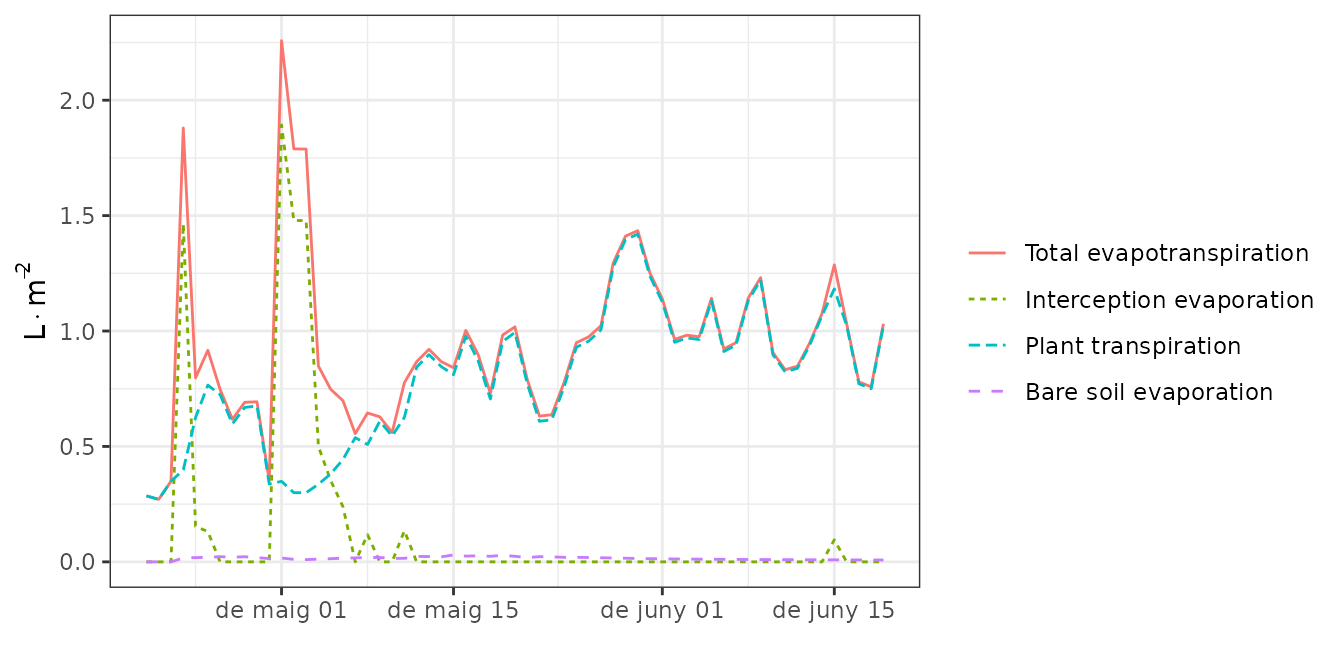 2.0
1.5
1.0
0.5
0.0
L · m⁻²
de maig 01 de maig 15 de juny 01 de juny 15
Total evapotranspiration
Interception evaporation
Plant transpiration
Bare soil evaporation